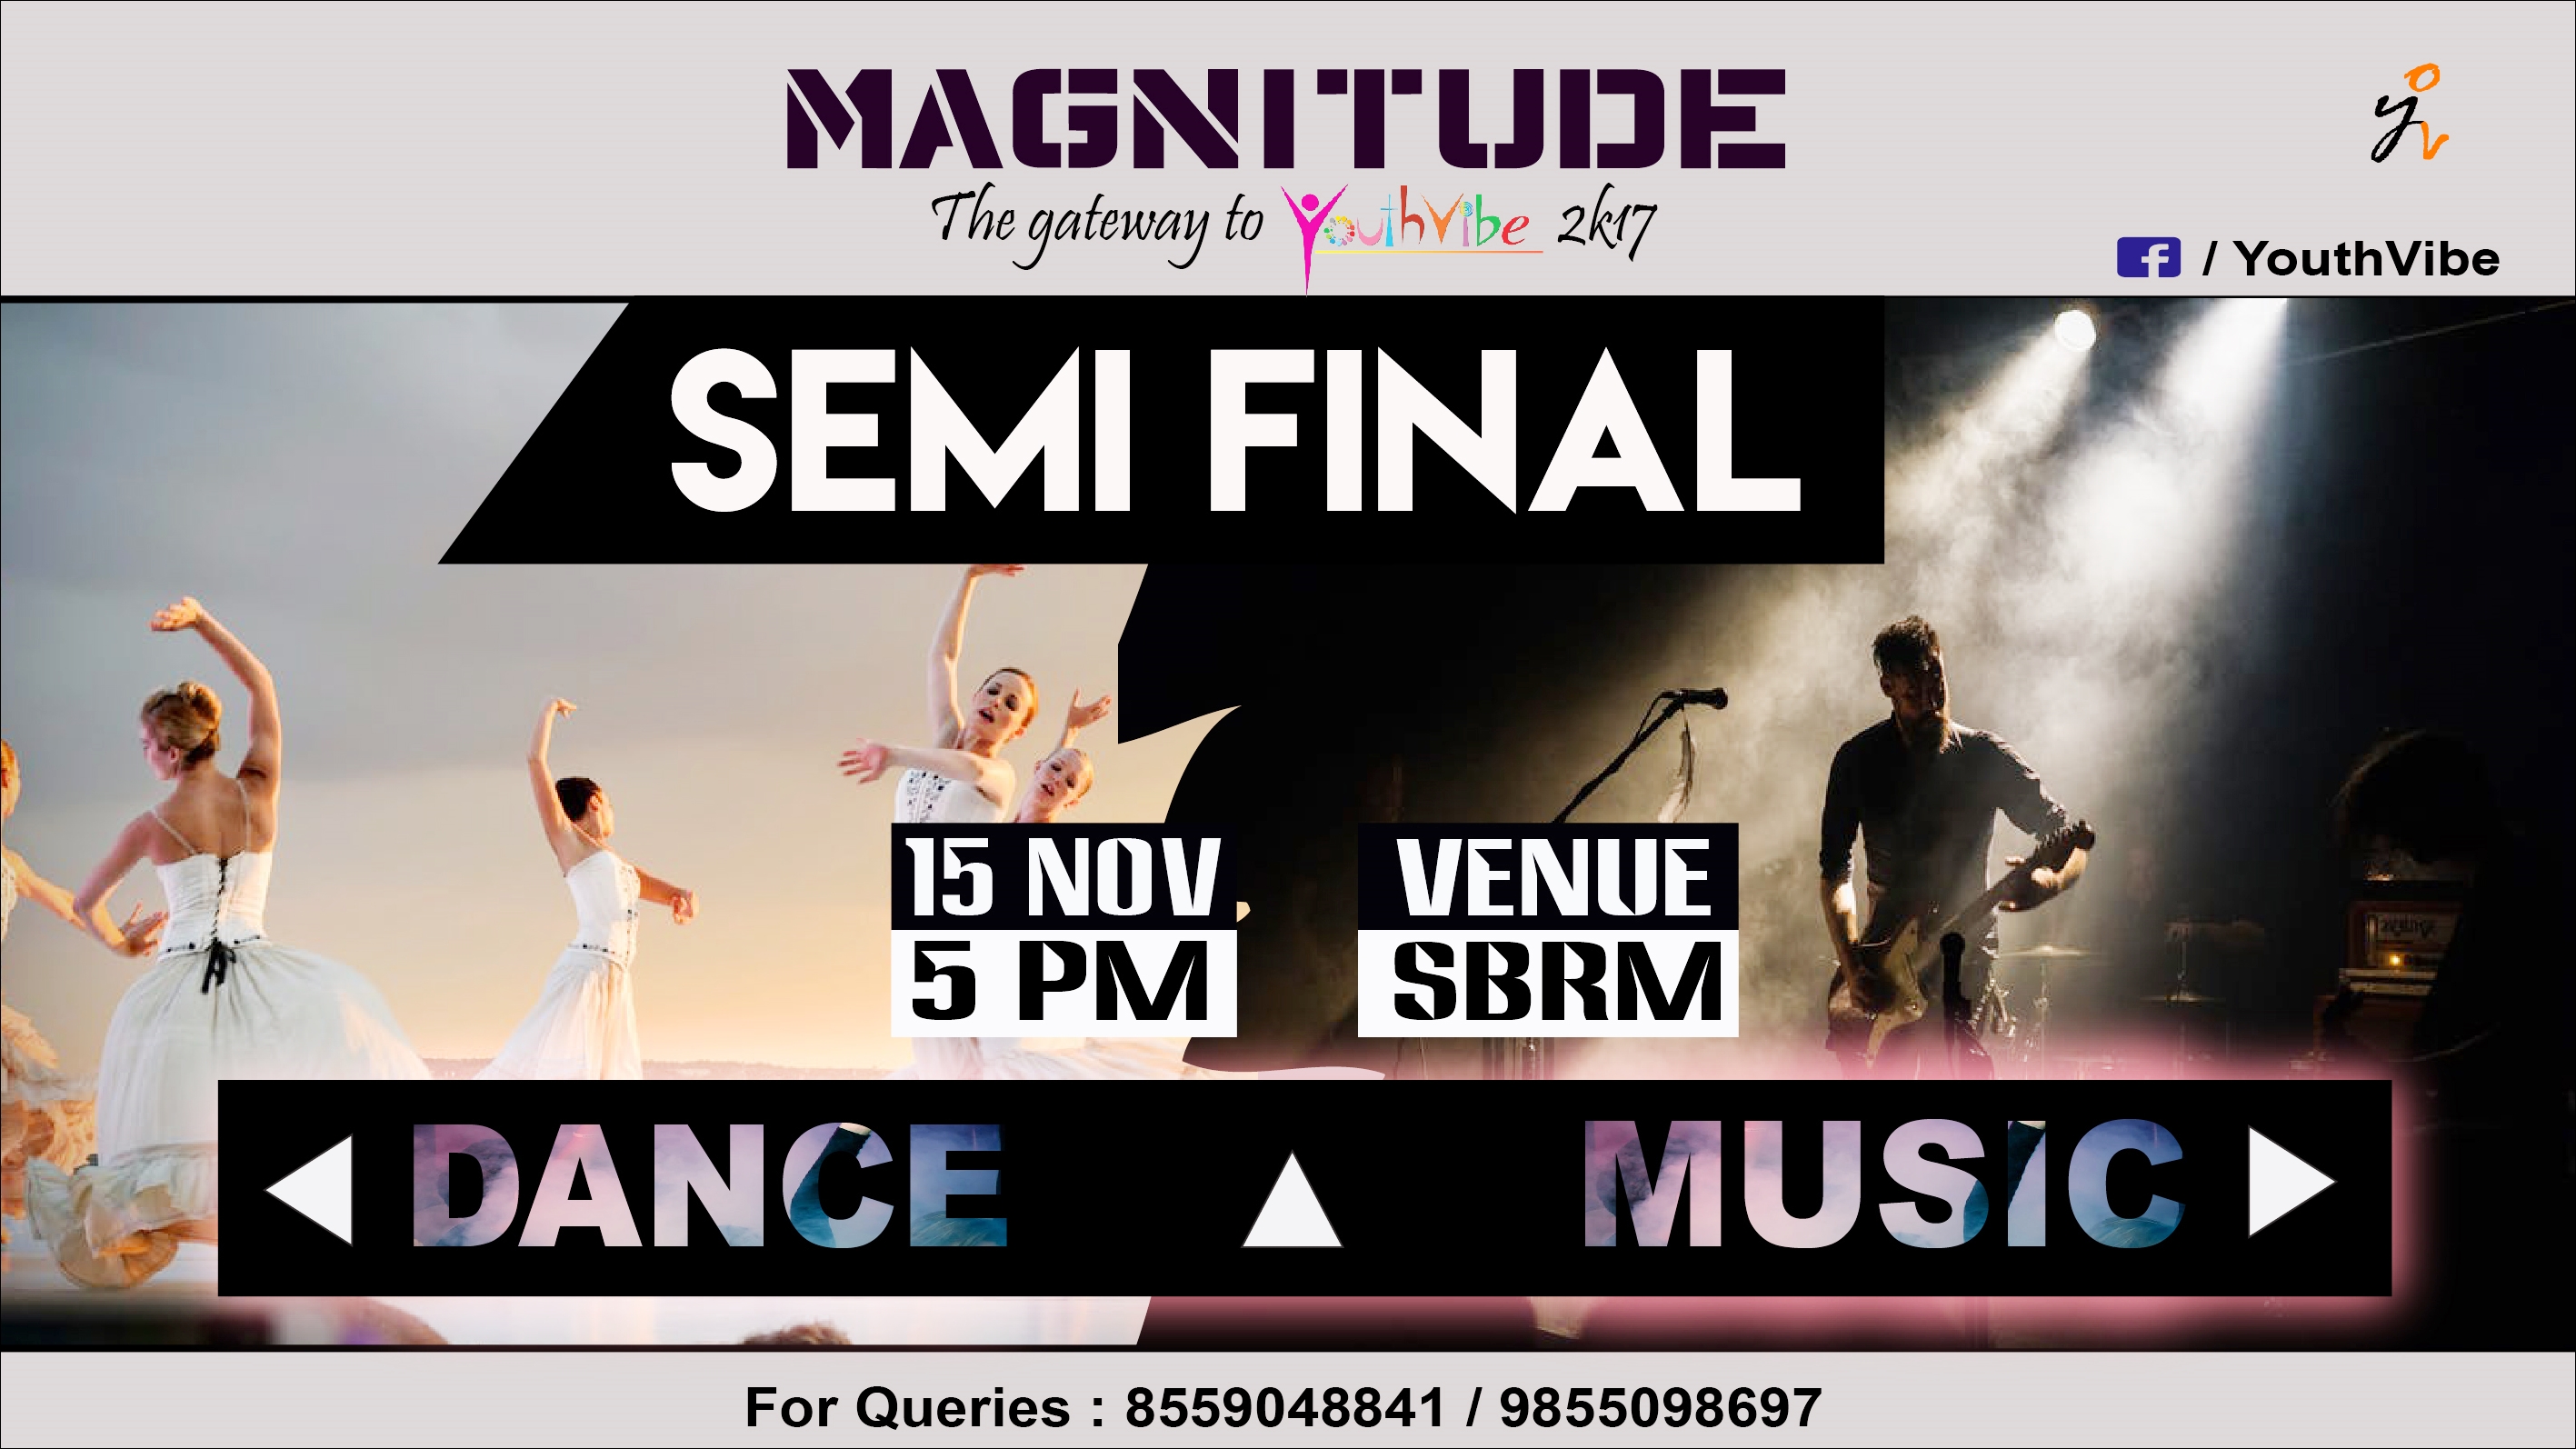 MAGNITUDE
The gateway to YouthVibe 2k17
yov
f / YouthVibe
SEMI FINAL
15 NOV
5 PM
VENUE
SBRM
DANCE
MUSIC
For Queries : 8559048841 / 9855098697